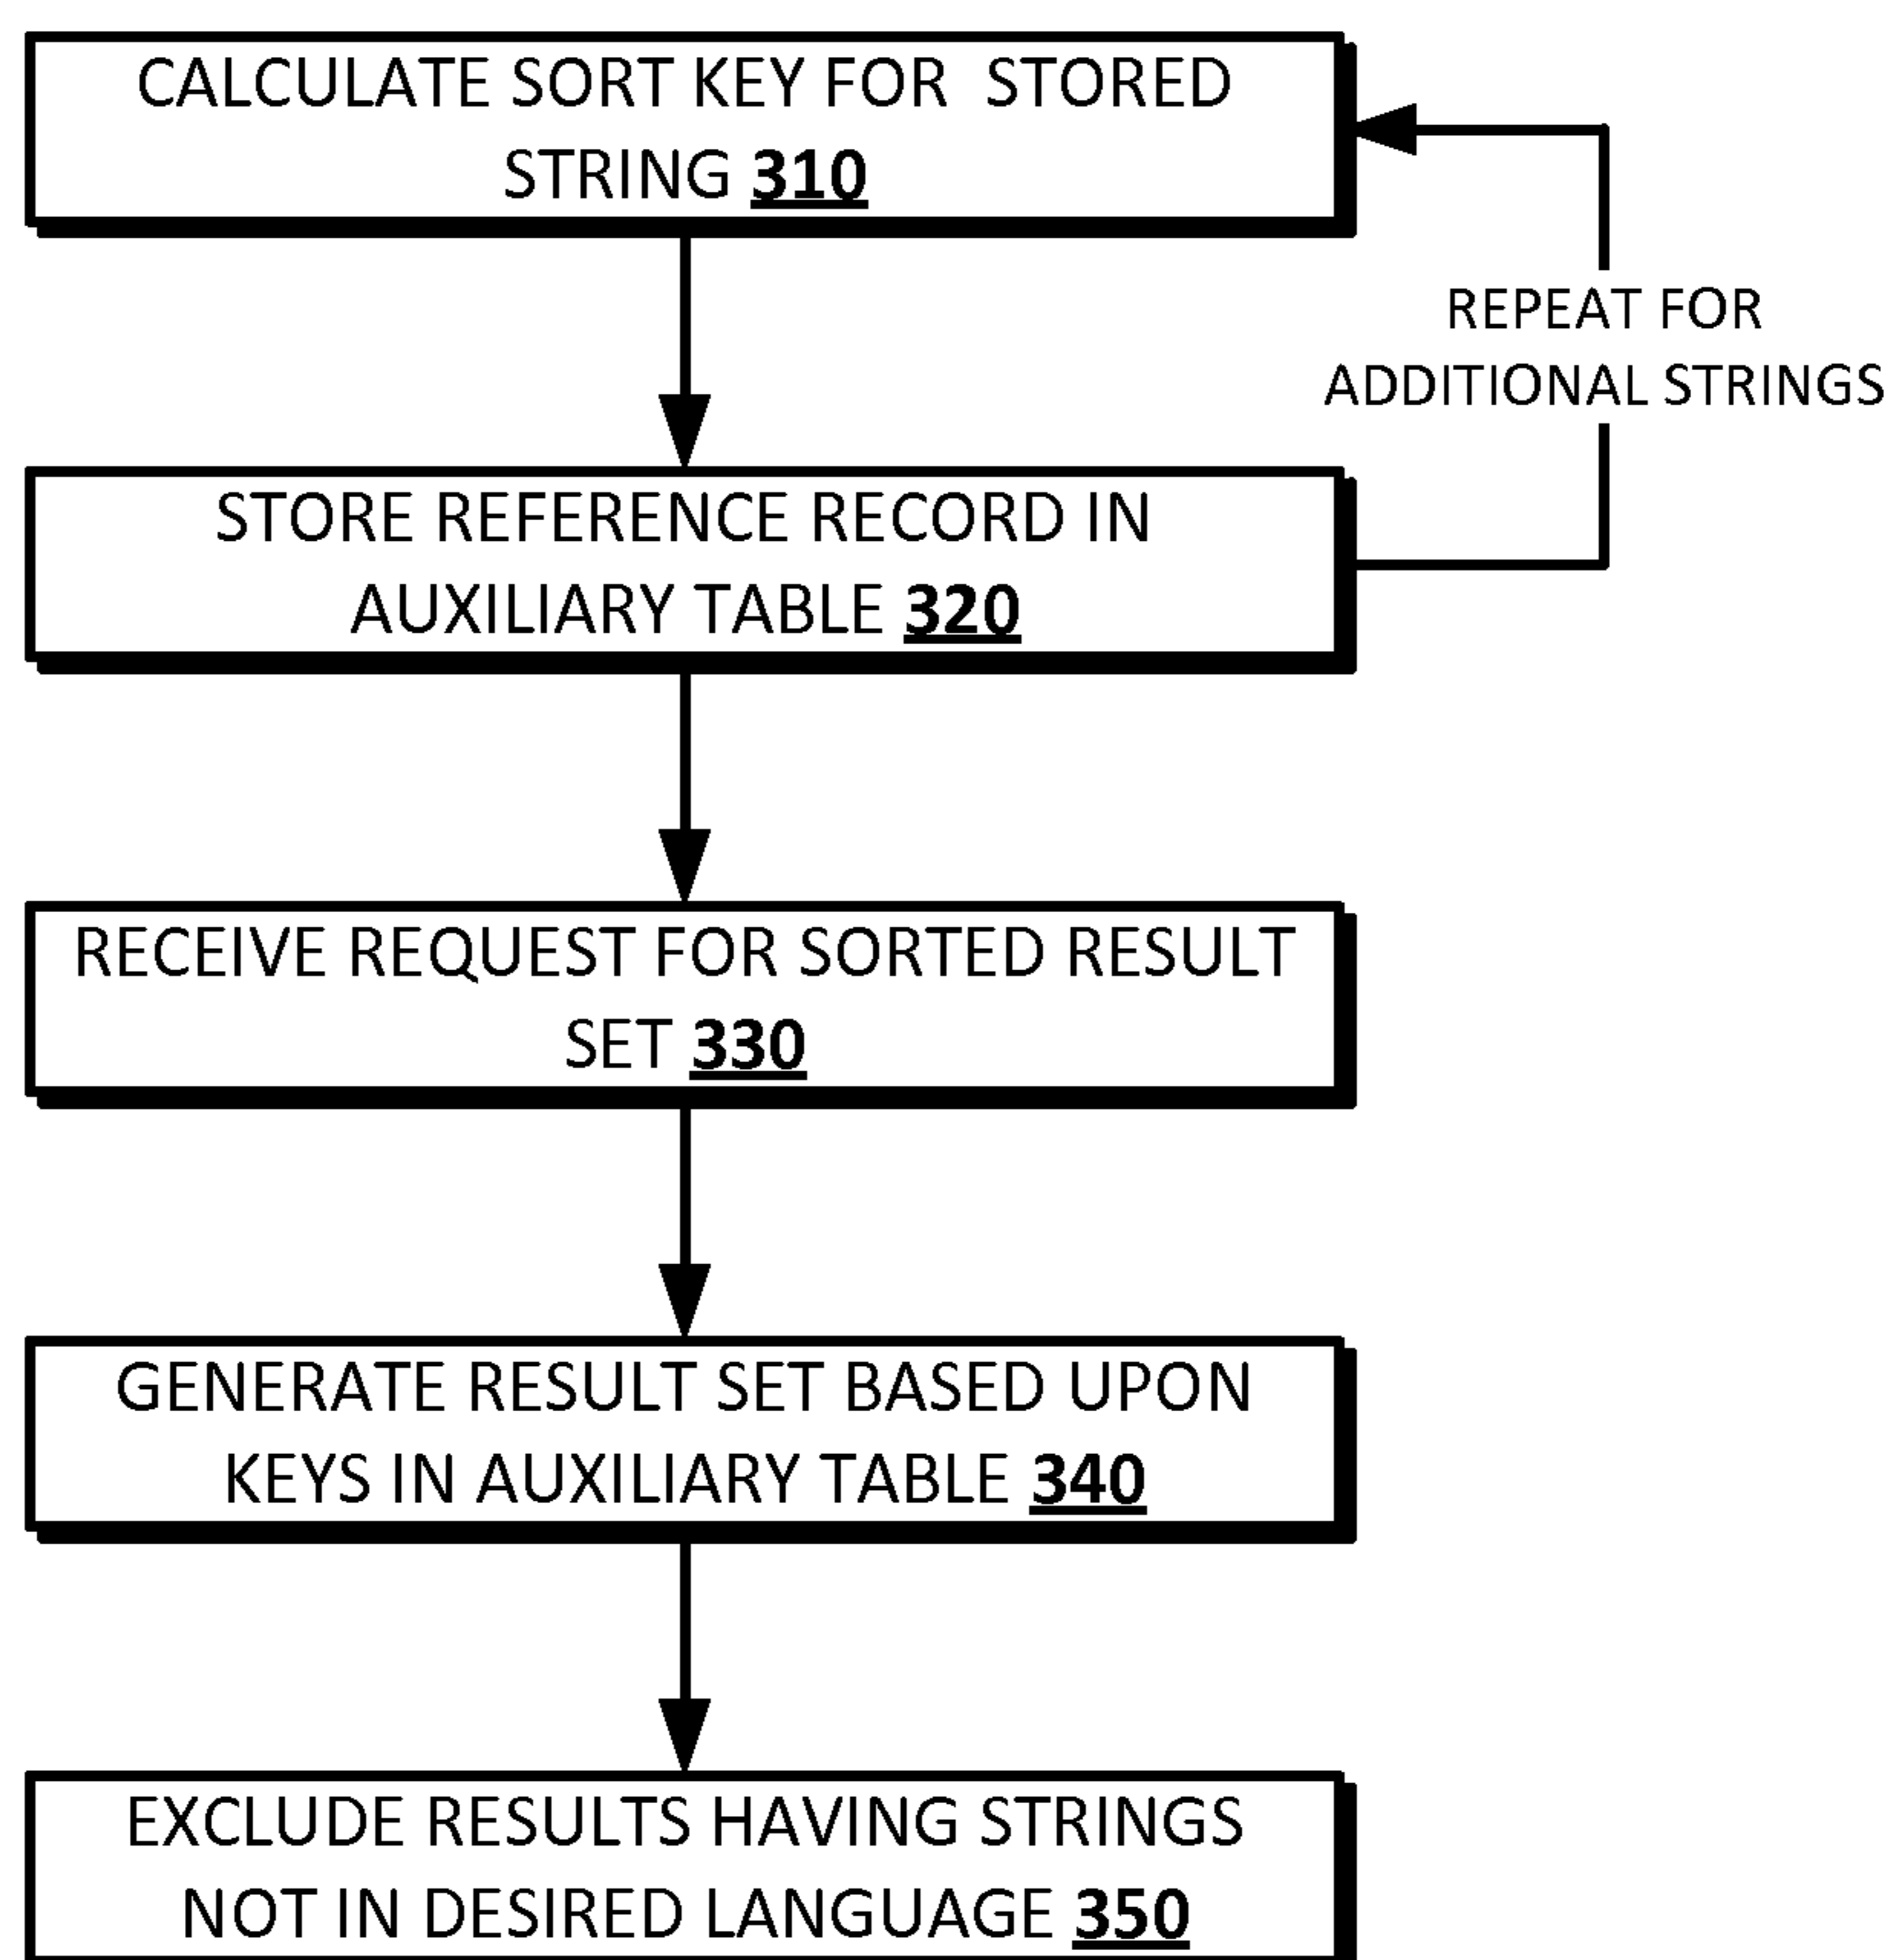 CALCULATE SORT KEY FOR STORED
STRING 310
REPEAT FOR
ADDITIONAL STRINGS
STORE REFERENCE RECORD IN
AUXILIARY TABLE 320
RECEIVE REQUEST FOR SORTED RESULT
SET 330
GENERATE RESULT SET BASED UPON
KEYS IN AUXILIARY TABLE 340
EXCLUDE RESULTS HAVING STRINGS
NOT IN DESIRED LANGUAGE 350